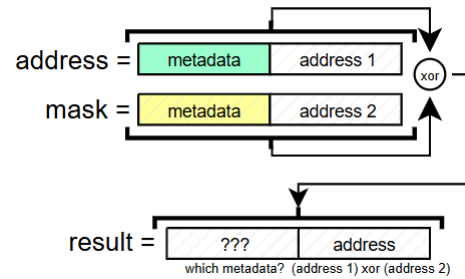 address = metadata address 1
xor
mask = metadata address 2
result = ??? address
which metadata? (address 1) xor (address 2)